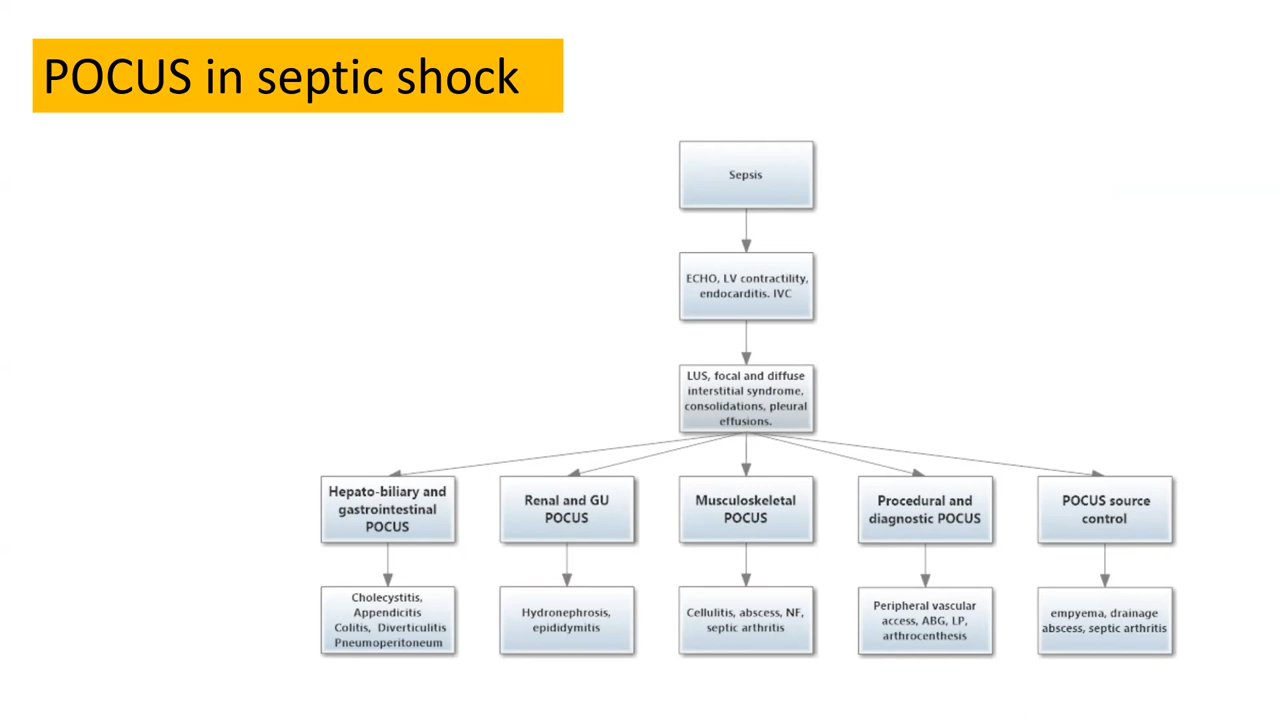 POCUS in septic shock
Sepsis
ECHO, LV contractility,
endocarditis. IVC
LUS, focal and diffuse
interstitial syndrome,
consolidations, pleural
effusions.
Hepato-biliary and
gastrointestinal
POCUS
Renal and GU
POCUS
Musculoskeletal
POCUS
Procedural and
diagnostic POCUS
POCUS source
control
Cholecystitis,
Appendicitis
Colitis, Diverticulitis
Pneumoperitoneum
Hydronephrosis,
epididymitis
Cellulitis, abscess, NF,
septic arthritis
Peripheral vascular
access, ABG, LP,
arthrocenthesis
empyema, drainage
abscess, septic arthritis